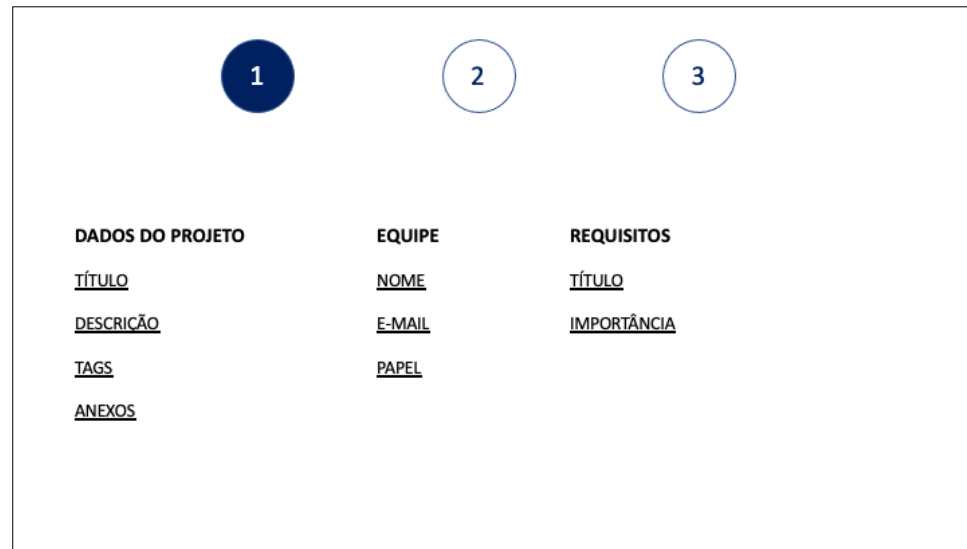 1
2
3
DADOS DO PROJETO
TÍTULO
DESCRIÇÃO
TAGS
ANEXOS
EQUIPE
NOME
E-MAIL
PAPEL
REQUISITOS
TÍTULO
IMPORTÂNCIA